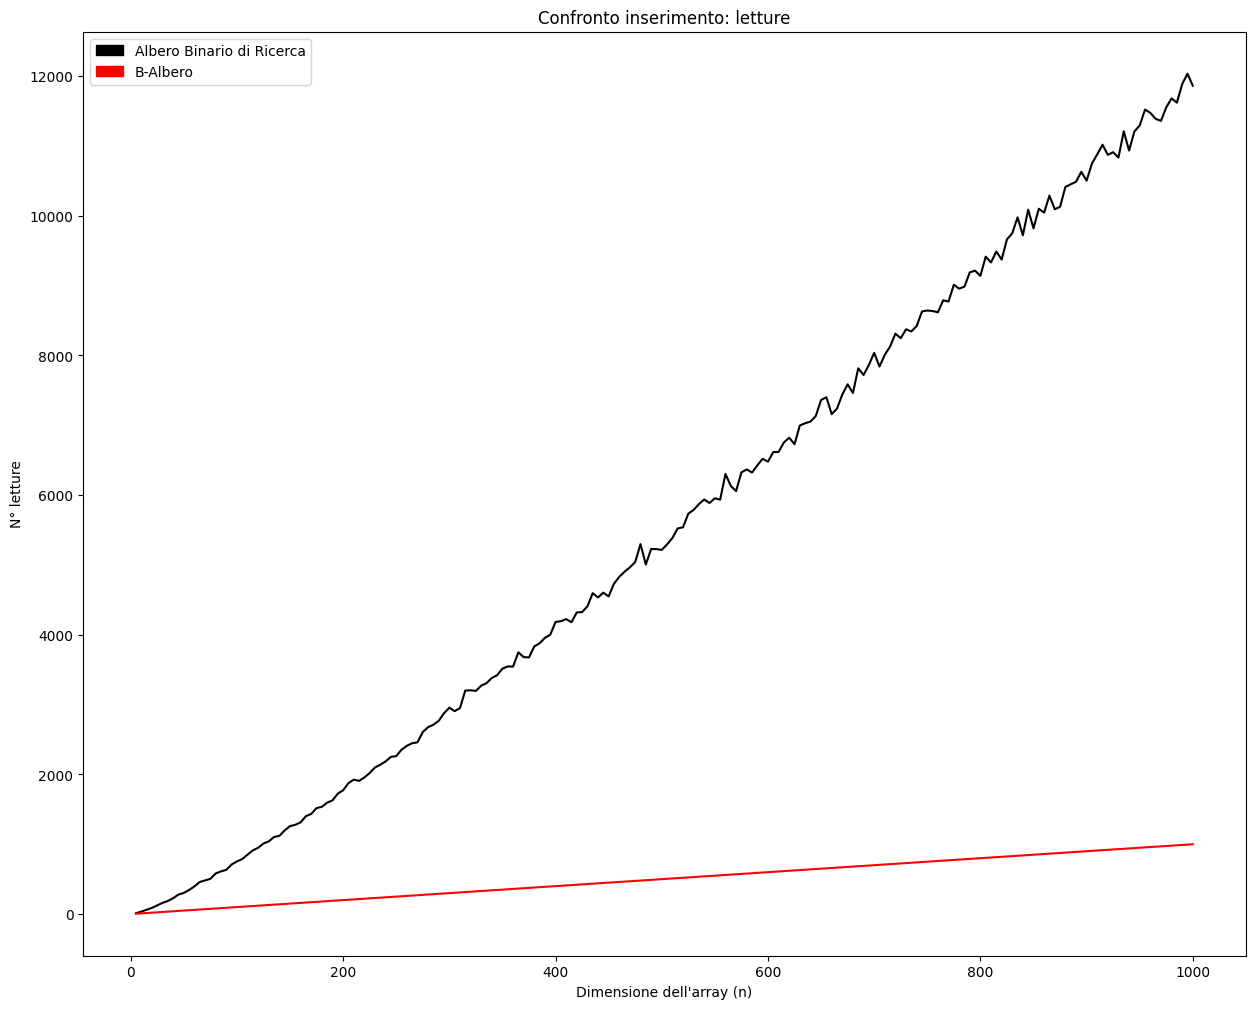 Confronto inserimento: letture
Albero Binario di Ricerca
B-Albero
N° letture
12000
10000
8000
6000
4000
2000
0
0 200 400 600 800 1000
Dimensione dell'array (n)